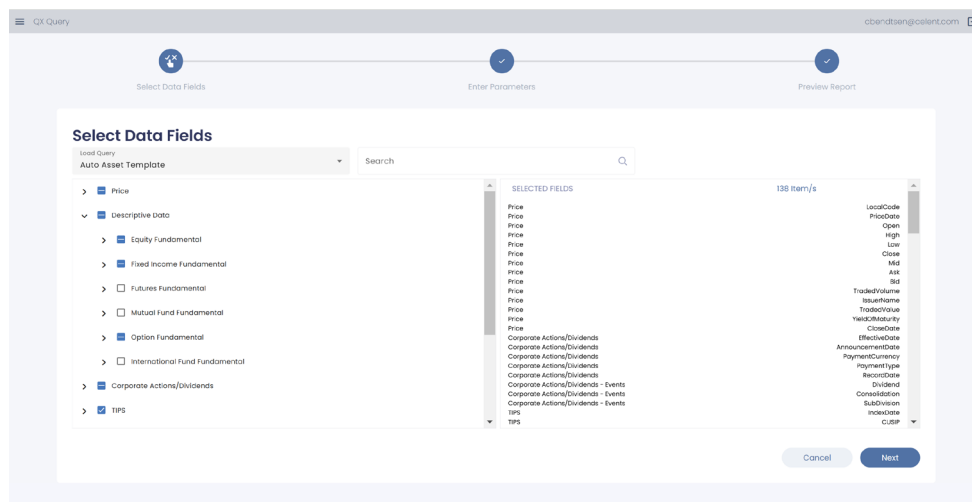 QX Query
cbendtsen@celent.com
Select Data Fields
Enter Parameters
Preview Report
Select Data Fields
Load Query
Auto Asset Template
Search
Price
Descriptive Data
Equity Fundamental
Fixed Income Fundamental
Futures Fundamental
Mutual Fund Fundamental
Option Fundamental
International Fund Fundamental
Corporate Actions/Dividends
TIPS
SELECTED FIELDS 138 Item/s
Price LocalCode
Price PriceDate
Price Open
Price High
Price Low
Price Close
Price Mid
Price Ask
Price Bid
Price TradedVolume
Price IssuerName
Price TradedValue
Price YieldOfMaturity
Price CloseDate
Corporate Actions/Dividends EffectiveDate
Corporate Actions/Dividends AnnouncementDate
Corporate Actions/Dividends PaymentCurrency
Corporate Actions/Dividends PaymentType
Corporate Actions/Dividends RecordDate
Corporate Actions/Dividends - Events Dividend
Corporate Actions/Dividends - Events Consolidation
Corporate Actions/Dividends - Events SubDivision
TIPS IndexDate
TIPS CUSIP
Cancel
Next